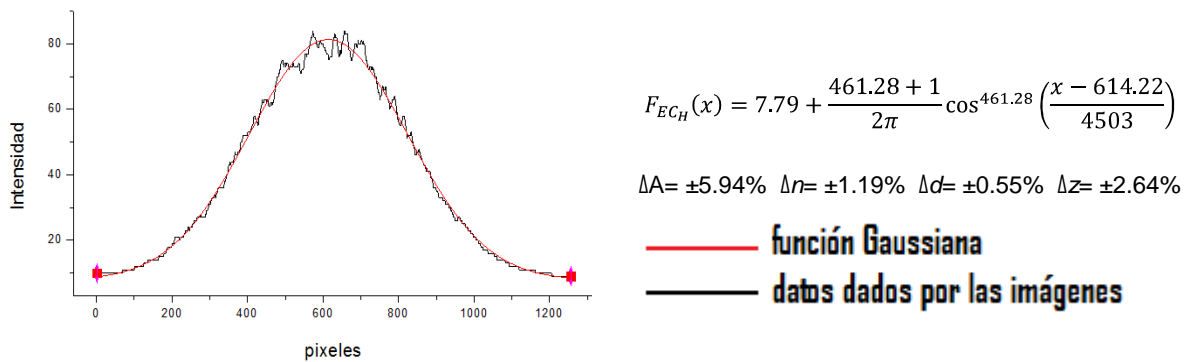 80
60
40
20
Intensidad
0 200 400 600 800 1000 1200
pixeles
F_{EC_H}(x) = 7.79 + \frac{461.28 + 1}{2π} cos^{461.28} (\frac{x − 614.22}{4503})
ΔA= ±5.94% Δn= ±1.19% Δd= ±0.55% Δz= ±2.64%
función Gaussiana
datos dados por las imágenes